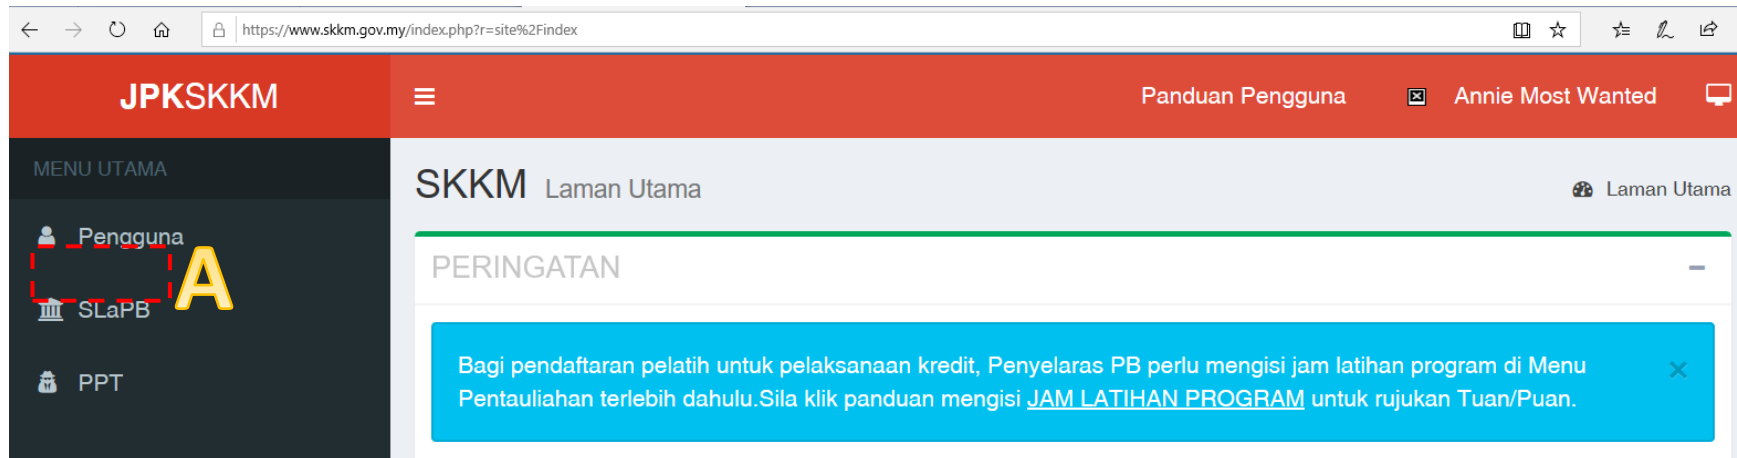 https://www.skkm.gov.my/index.php?r=site%2Findex
JPKSKKM
Panduan Pengguna
Annie Most Wanted
MENU UTAMA
SKKM Laman Utama
Laman Utama
Pengguna
A
SLaPB
PPT
PERINGATAN
Bagi pendaftaran pelatih untuk pelaksanaan kredit, Penyelaras PB perlu mengisi jam latihan program di Menu
Pentauliahan terlebih dahulu.Sila klik panduan mengisi JAM LATIHAN PROGRAM untuk rujukan Tuan/Puan.